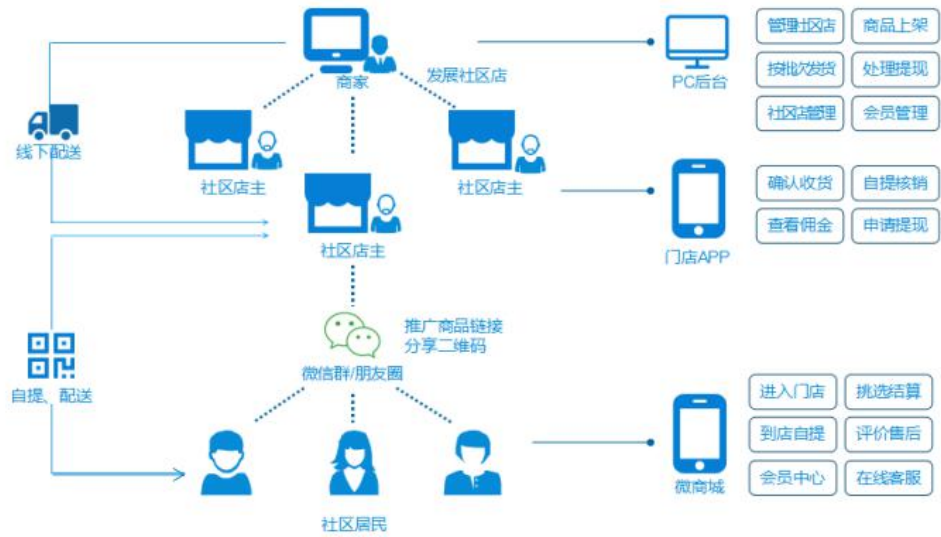 管理社区店
商品上架
商家
发展社区店
PC后台
按批次发货
处理提现
社区店管理
会员管理
线下配送
社区店主
社区店主
确认收货
自提核销
社区店主
查看佣金
申请提现
门店APP
推广商品链接
分享二维码
微信群/朋友圈
自提、配送
进入门店
挑选结算
到店自提
评价售后
微商城
会员中心
在线客服
社区居民